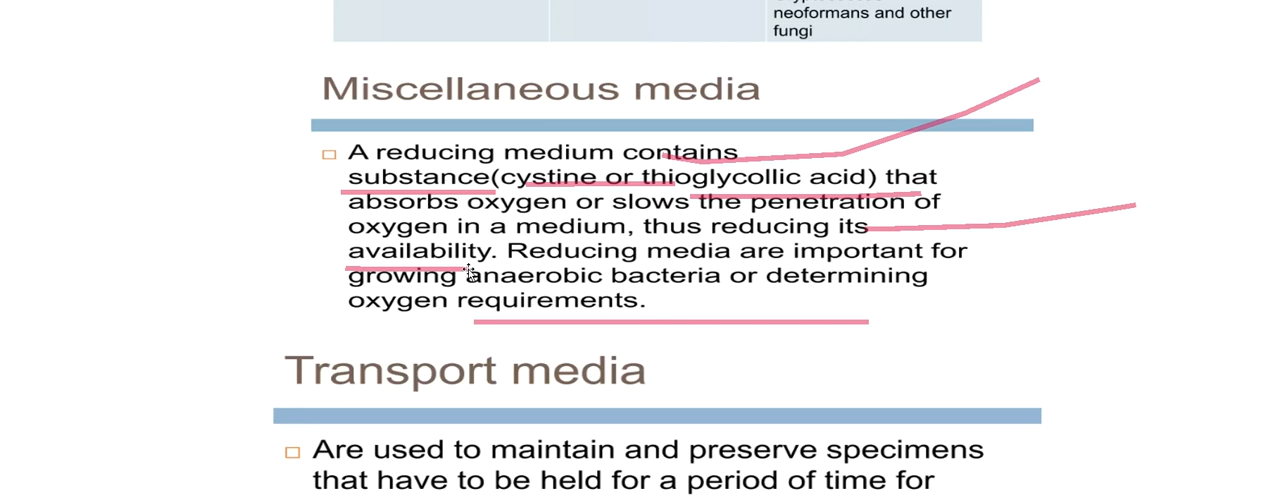 neoformans and other
fungi
Miscellaneous media
A reducing medium contains
substance(cystine or thioglycollic acid) that
absorbs oxygen or slows the penetration of
oxygen in a medium, thus reducing its
availability. Reducing media are important for
growing anaerobic bacteria or determining
oxygen requirements.
Transport media
Are used to maintain and preserve specimens
that have to be held for a period of time for